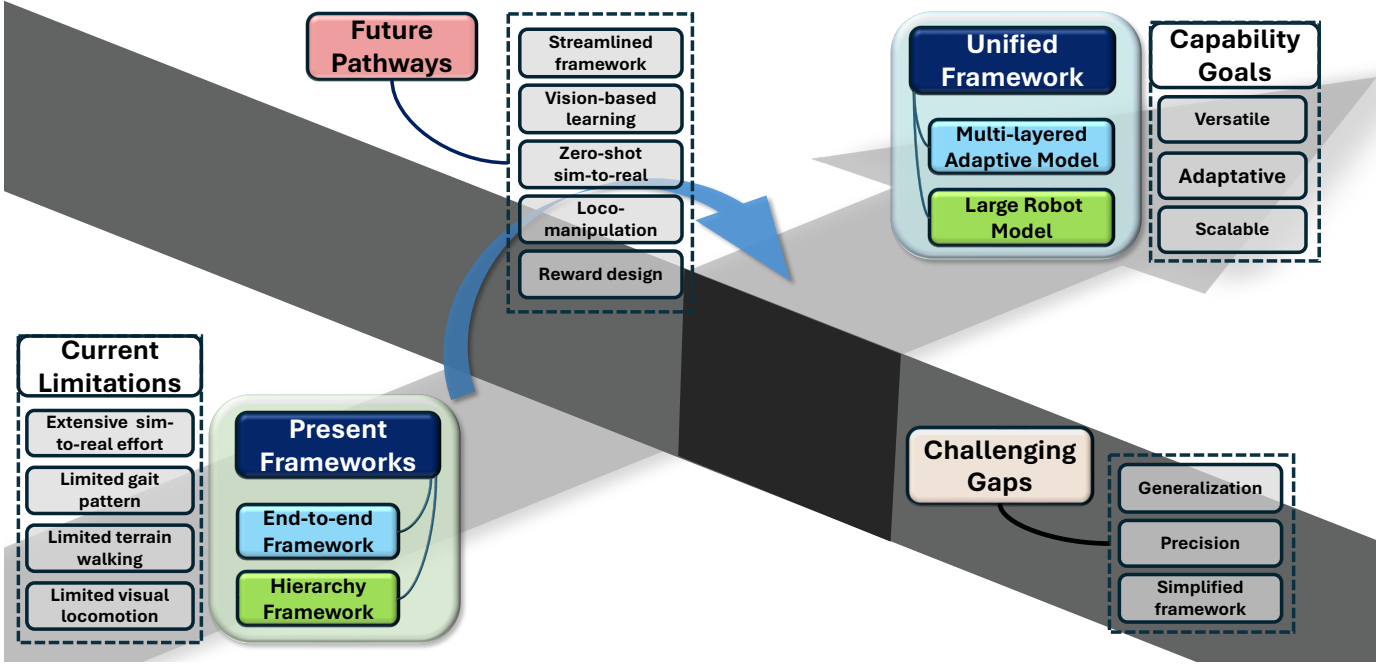 Future
Pathways
Streamlined
framework
Vision-based
learning
Zero-shot
sim-to-real
Loco-
manipulation
Reward design
Unified
Framework
Multi-layered
Adaptive Model
Large Robot
Model
Capability
Goals
Versatile
Adaptative
Scalable
Current
Limitations
Extensive sim-
to-real effort
Limited gait
pattern
Limited terrain
walking
Limited visual
locomotion
Present
Frameworks
End-to-end
Framework
Hierarchy
Framework
Challenging
Gaps
Generalization
Precision
Simplified
framework